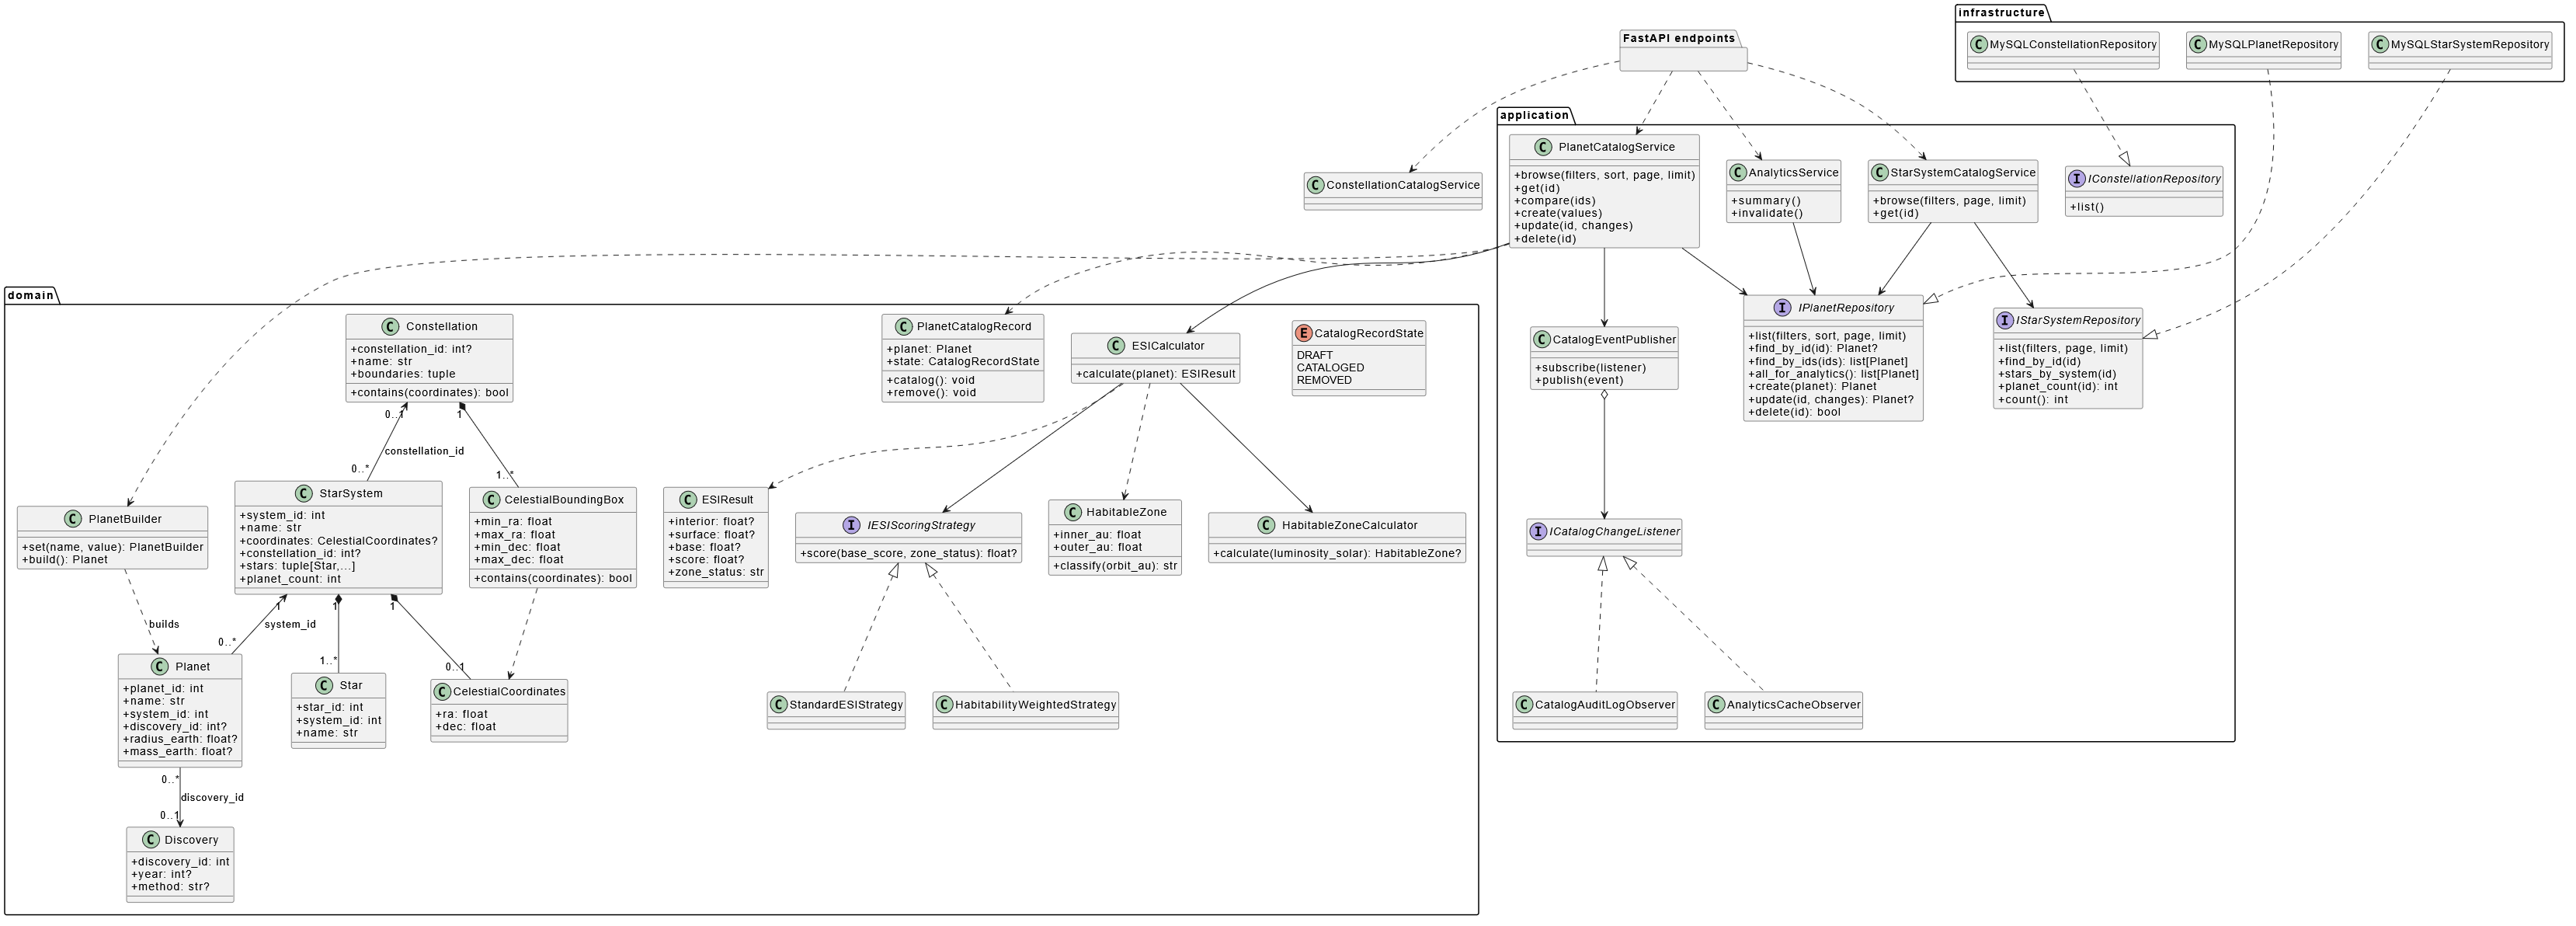 infrastructure
C MySQLConstellationRepository
C MySQLPlanetRepository
C MySQLStarSystemRepository
FastAPI endpoints
application
C PlanetCatalogService
+browse(filters, sort, page, limit)
+get(id)
+compare(ids)
+create(values)
+update(id, changes)
+delete(id)
C AnalyticsService
+summary()
+invalidate()
C StarSystemCatalogService
+browse(filters, page, limit)
+get(id)
I IConstellationRepository
+list()
C ConstellationCatalogService
I IPlanetRepository
+list(filters, sort, page, limit)
+find_by_id(id): Planet?
+find_by_ids(ids): list[Planet]
+all_for_analytics(): list[Planet]
+create(planet): Planet
+update(id, changes): Planet?
+delete(id): bool
I IStarSystemRepository
+list(filters, page, limit)
+find_by_id(id)
+stars_by_system(id)
+planet_count(id): int
+count(): int
C CatalogEventPublisher
+subscribe(listener)
+publish(event)
I ICatalogChangeListener
C CatalogAuditLogObserver
C AnalyticsCacheObserver
domain
C Constellation
+constellation_id: int?
+name: str
+boundaries: tuple
+contains(coordinates): bool
0..1
1
constellation_id
0..*
1..*
C PlanetCatalogRecord
+planet: Planet
+state: CatalogRecordState
+catalog(): void
+remove(): void
C ESICalculator
+calculate(planet): ESIResult
E CatalogRecordState
DRAFT
CATALOGED
REMOVED
C PlanetBuilder
+set(name, value): PlanetBuilder
+build(): Planet
C StarSystem
+system_id: int
+name: str
+coordinates: CelestialCoordinates?
+constellation_id: int?
+stars: tuple[Star,...]
+planet_count: int
C CelestialBoundingBox
+min_ra: float
+max_ra: float
+min_dec: float
+max_dec: float
+contains(coordinates): bool
C ESIResult
+interior: float?
+surface: float?
+base: float?
+score: float?
+zone_status: str
I IESIScoringStrategy
+score(base_score, zone_status): float?
C HabitableZone
+inner_au: float
+outer_au: float
+classify(orbit_au): str
C HabitableZoneCalculator
+calculate(luminosity_solar): HabitableZone?
1
1
1
builds
system_id
0..*
1..*
0..1
C Planet
+planet_id: int
+name: str
+system_id: int
+discovery_id: int?
+radius_earth: float?
+mass_earth: float?
C Star
+star_id: int
+system_id: int
+name: str
C CelestialCoordinates
+ra: float
+dec: float
C StandardESIStrategy
C HabitabilityWeightedStrategy
0..*
discovery_id
0..1
C Discovery
+discovery_id: int
+year: int?
+method: str?